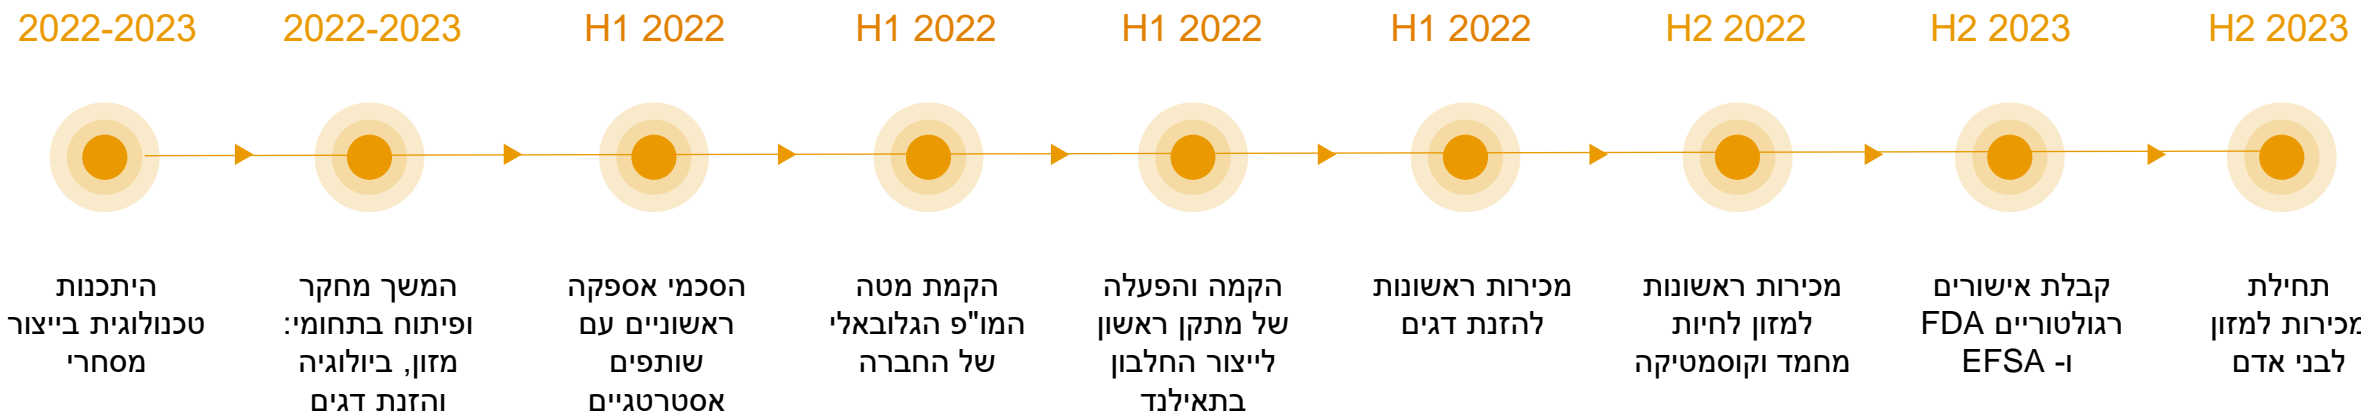 2022-2023
היתכנות
טכנולוגית בייצור
מסחרי
2022-2023
המשך מחקר
ופיתוח בתחומי:
מזון, ביולוגיה
והזנת דגים
H1 2022
הסכמי אספקה
ראשוניים עם
שותפים
אסטרטגיים
H1 2022
הקמת מטה
המו"פ הגלובאלי
של החברה
H1 2022
הקמה והפעלה
של מתקן ראשון
לייצור החלבון
בתאילנד
H1 2022
מכירות ראשונות
להזנת דגים
H2 2022
מכירות ראשונות
למזון לחיות
מחמד וקוסמטיקה
H2 2023
קבלת אישורים
רגולטוריים FDA
ו- EFSA
H2 2023
תחילת
מכירות למזון
לבני אדם